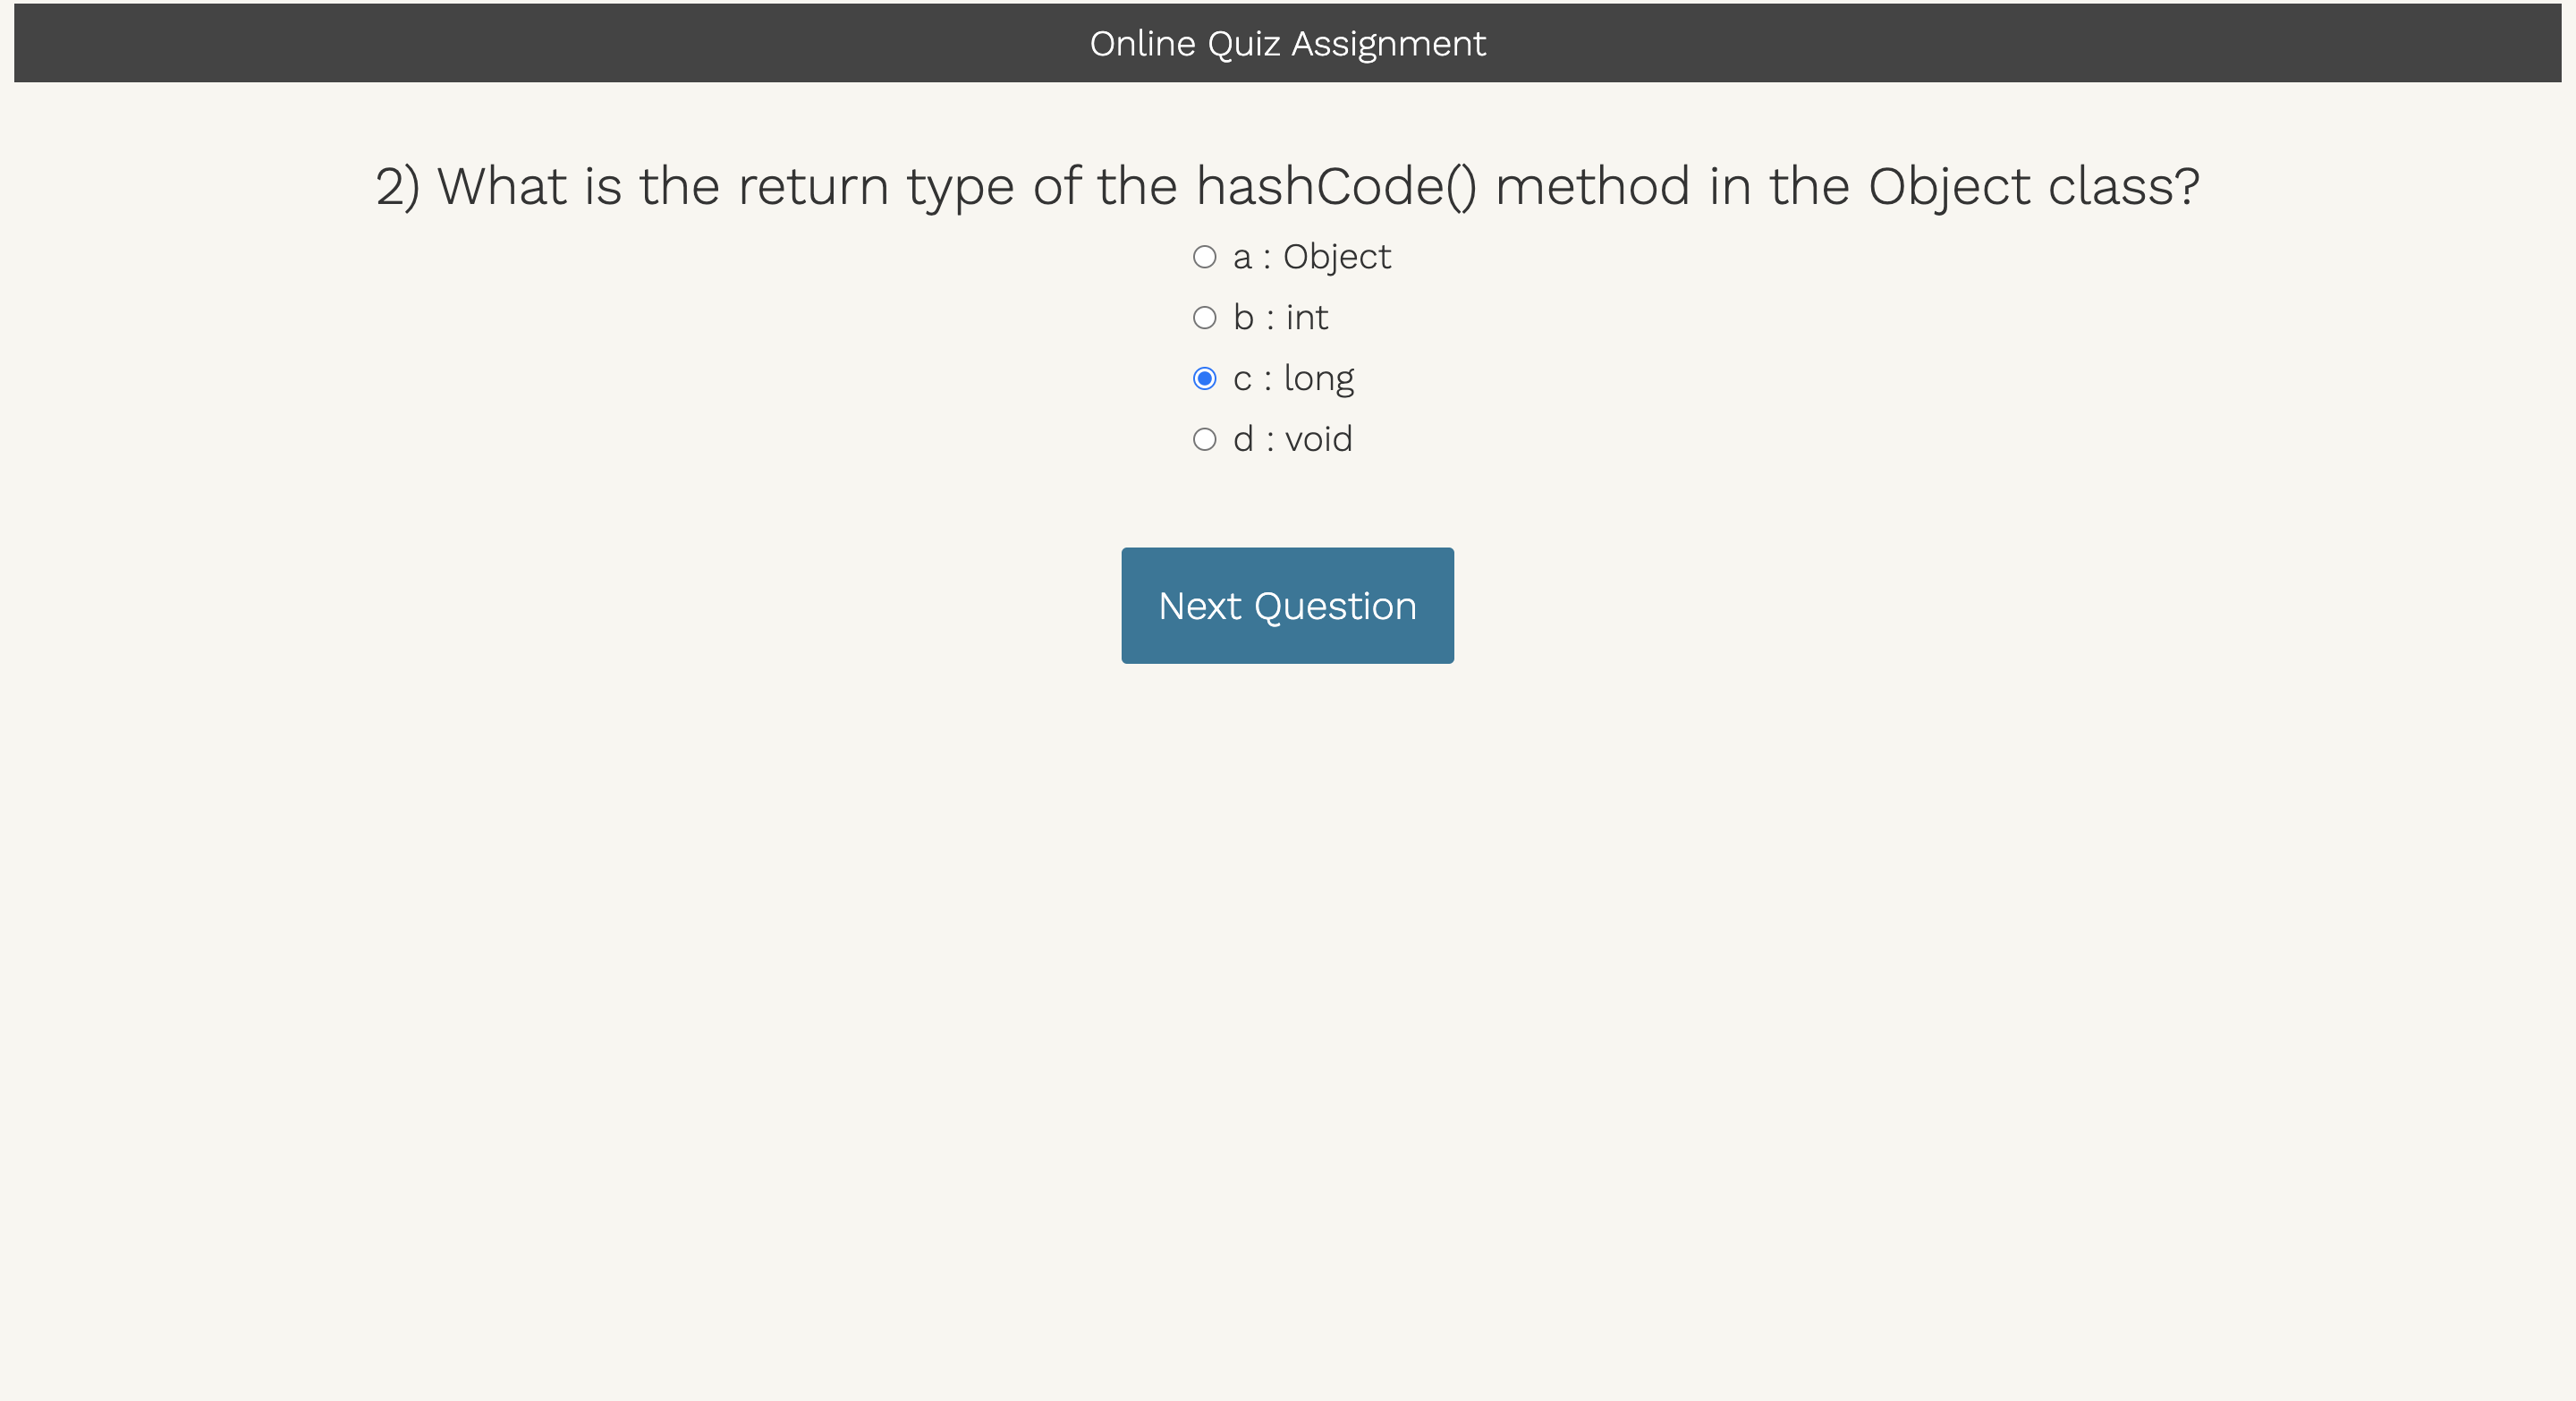 Online Quiz Assignment
2) What is the return type of the hashCode() method in the Object class?
a : Object
b : int
c : long
d : void
Next Question